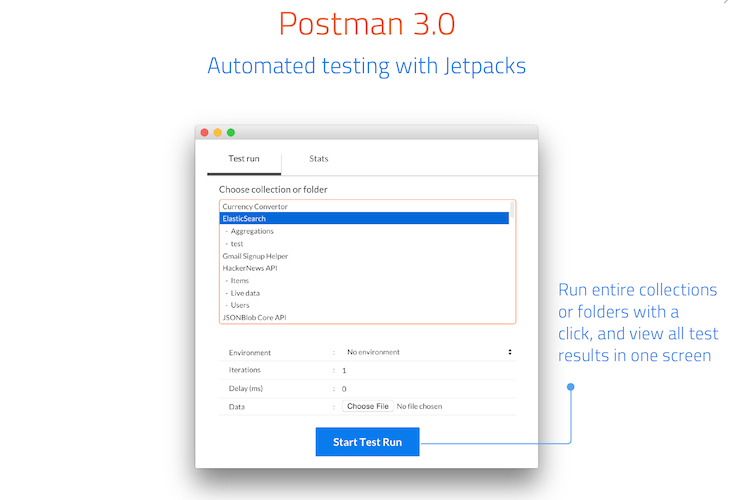 Postman 3.0
Automated testing with Jetpacks
Test run
Stats
Choose collection or folder
Currency Convertor
ElasticSearch
- Aggregations
- test
Gmail Signup Helper
HackerNews API
- Items
- Live data
- Users
JSONBlob Core API
Environment : No environment
Iterations : 1
Delay (ms) : 0
Data : Choose File No file chosen
Start Test Run
Run entire collections
or folders with a
click, and view all test
results in one screen